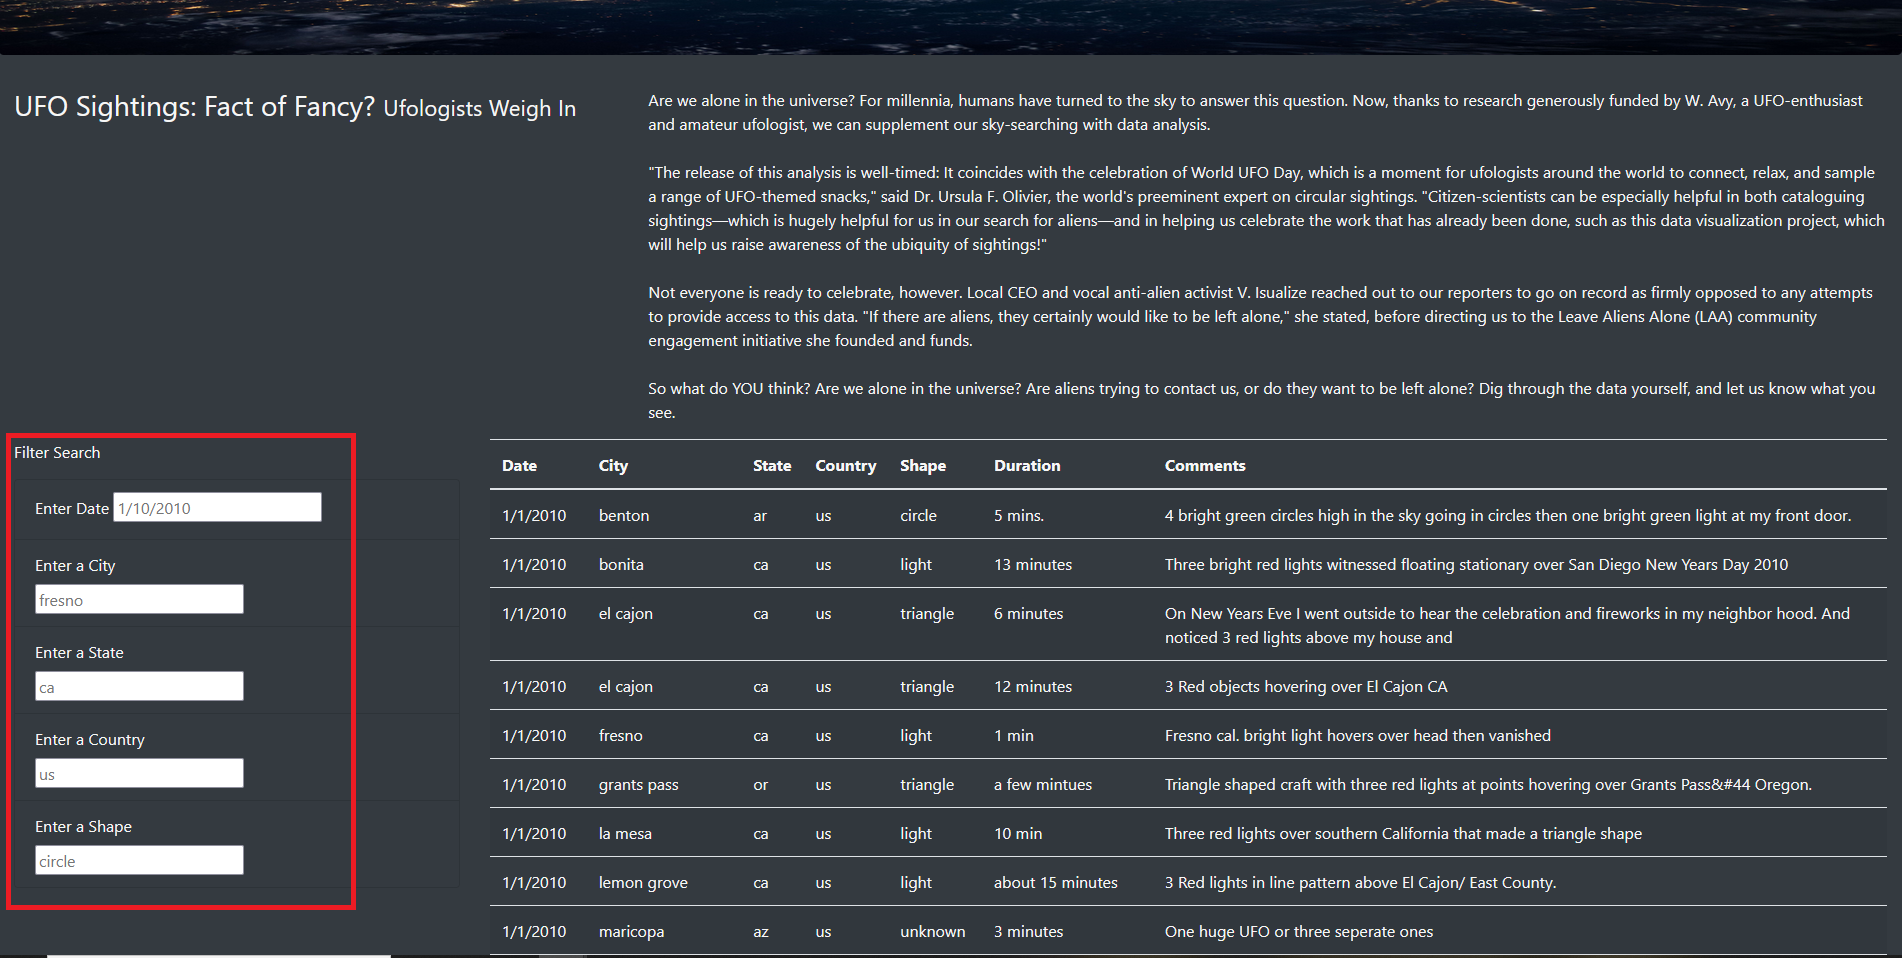 UFO Sightings: Fact of Fancy? Ufologists Weigh In
Are we alone in the universe? For millennia, humans have turned to the sky to answer this question. Now, thanks to research generously funded by W. Avy, a UFO-enthusiast
and amateur ufologist, we can supplement our sky-searching with data analysis.
"The release of this analysis is well-timed: It coincides with the celebration of World UFO Day, which is a moment for ufologists around the world to connect, relax, and sample
a range of UFO-themed snacks," said Dr. Ursula F. Olivier, the world's preeminent expert on circular sightings. "Citizen-scientists can be especially helpful in both cataloguing
sightings—which is hugely helpful for us in our search for aliens—and in helping us celebrate the work that has already been done, such as this data visualization project, which
will help us raise awareness of the ubiquity of sightings!"
Not everyone is ready to celebrate, however. Local CEO and vocal anti-alien activist V. Isualize reached out to our reporters to go on record as firmly opposed to any attempts
to provide access to this data. "If there are aliens, they certainly would like to be left alone," she stated, before directing us to the Leave Aliens Alone (LAA) community
engagement initiative she founded and funds.
So what do YOU think? Are we alone in the universe? Are aliens trying to contact us, or do they want to be left alone? Dig through the data yourself, and let us know what you
see.
Filter Search
Enter Date 1/10/2010
Enter a City
fresno
Enter a State
ca
Enter a Country
us
Enter a Shape
circle
Date City State Country Shape Duration Comments
1/1/2010 benton ar us circle 5 mins. 4 bright green circles high in the sky going in circles then one bright green light at my front door.
1/1/2010 bonita ca us light 13 minutes Three bright red lights witnessed floating stationary over San Diego New Years Day 2010
1/1/2010 el cajon ca us triangle 6 minutes On New Years Eve I went outside to hear the celebration and fireworks in my neighbor hood. And
noticed 3 red lights above my house and
1/1/2010 el cajon ca us triangle 12 minutes 3 Red objects hovering over El Cajon CA
1/1/2010 fresno ca us light 1 min Fresno cal. bright light hovers over head then vanished
1/1/2010 grants pass or us triangle a few mintues Triangle shaped craft with three red lights at points hovering over Grants Pass&#44 Oregon.
1/1/2010 la mesa ca us light 10 min Three red lights over southern California that made a triangle shape
1/1/2010 lemon grove ca us light about 15 minutes 3 Red lights in line pattern above El Cajon/ East County.
1/1/2010 maricopa az us unknown 3 minutes One huge UFO or three seperate ones